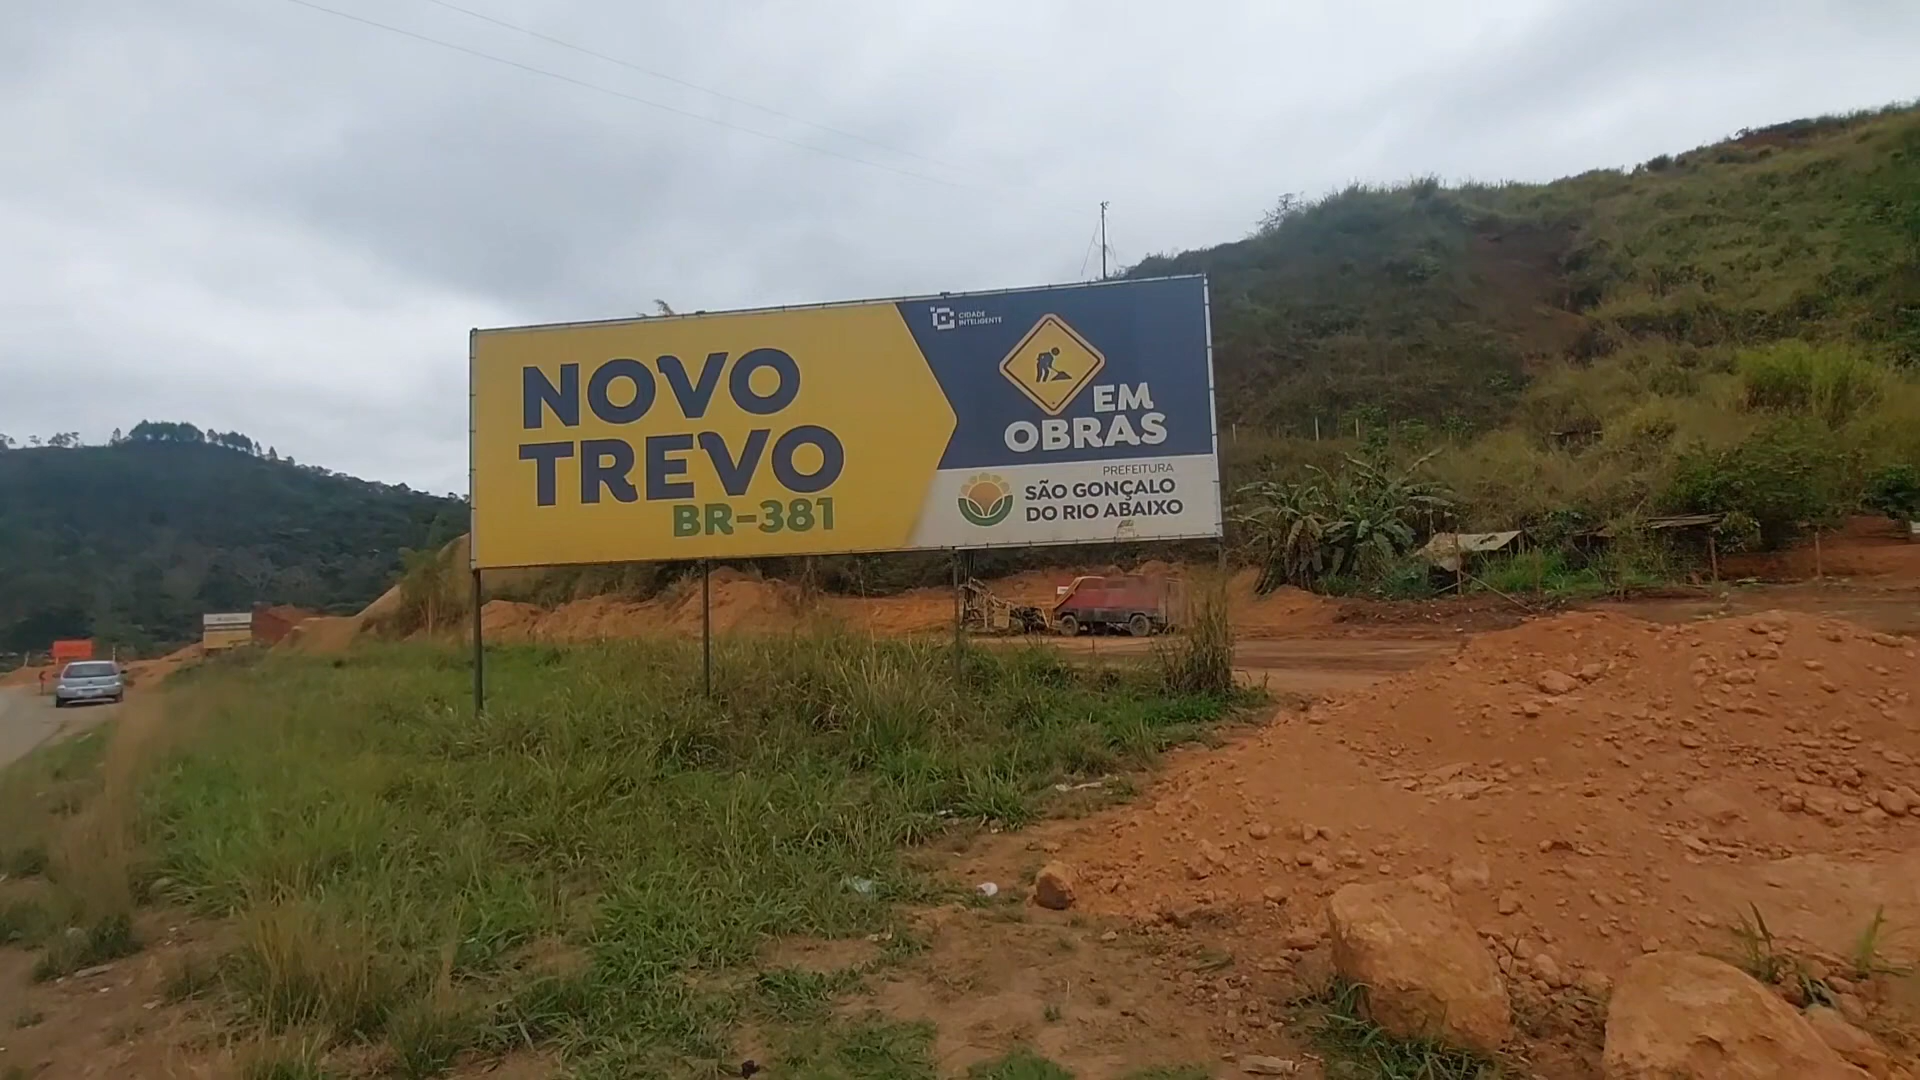 NOVO
TREVO
BR-381
CIDADE
INTELIGENTE
EM
OBRAS
PREFEITURA
SÃO GONÇALO
DO RIO ABAIXO